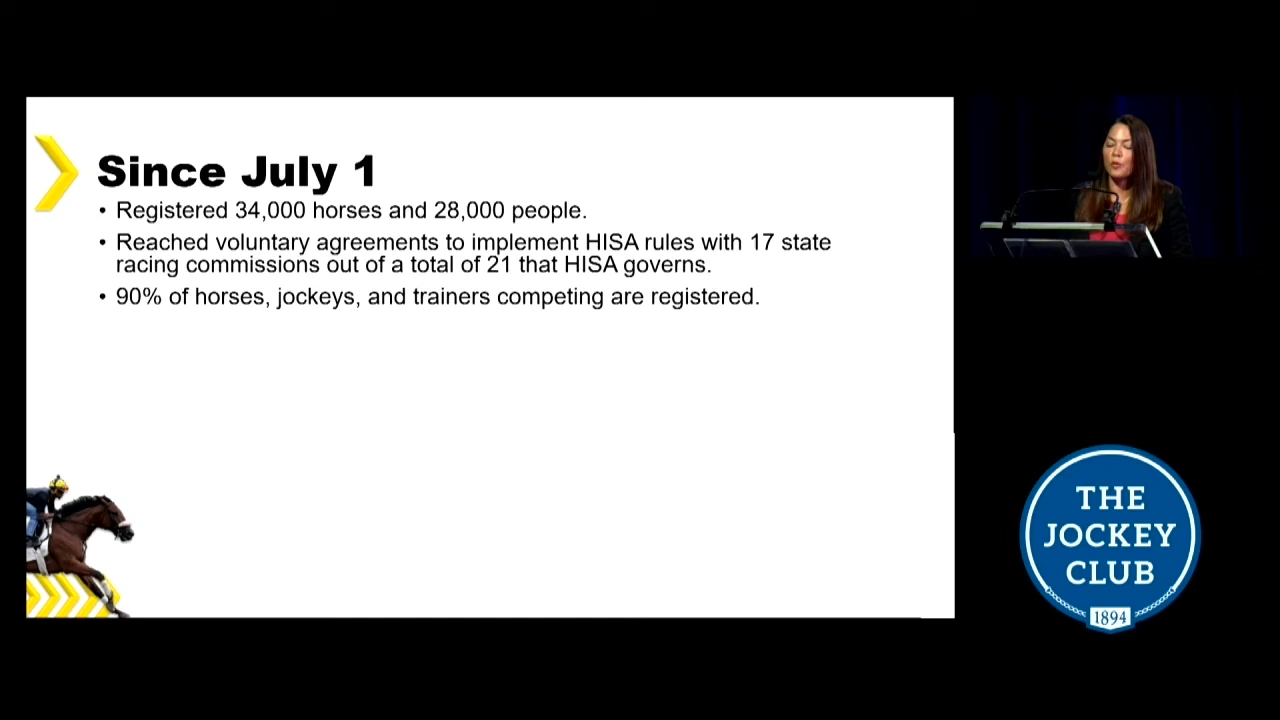 Since July 1
• Registered 34,000 horses and 28,000 people.
• Reached voluntary agreements to implement HISA rules with 17 state
racing commissions out of a total of 21 that HISA governs.
• 90% of horses, jockeys, and trainers competing are registered.
THE
JOCKEY
CLUB
1894